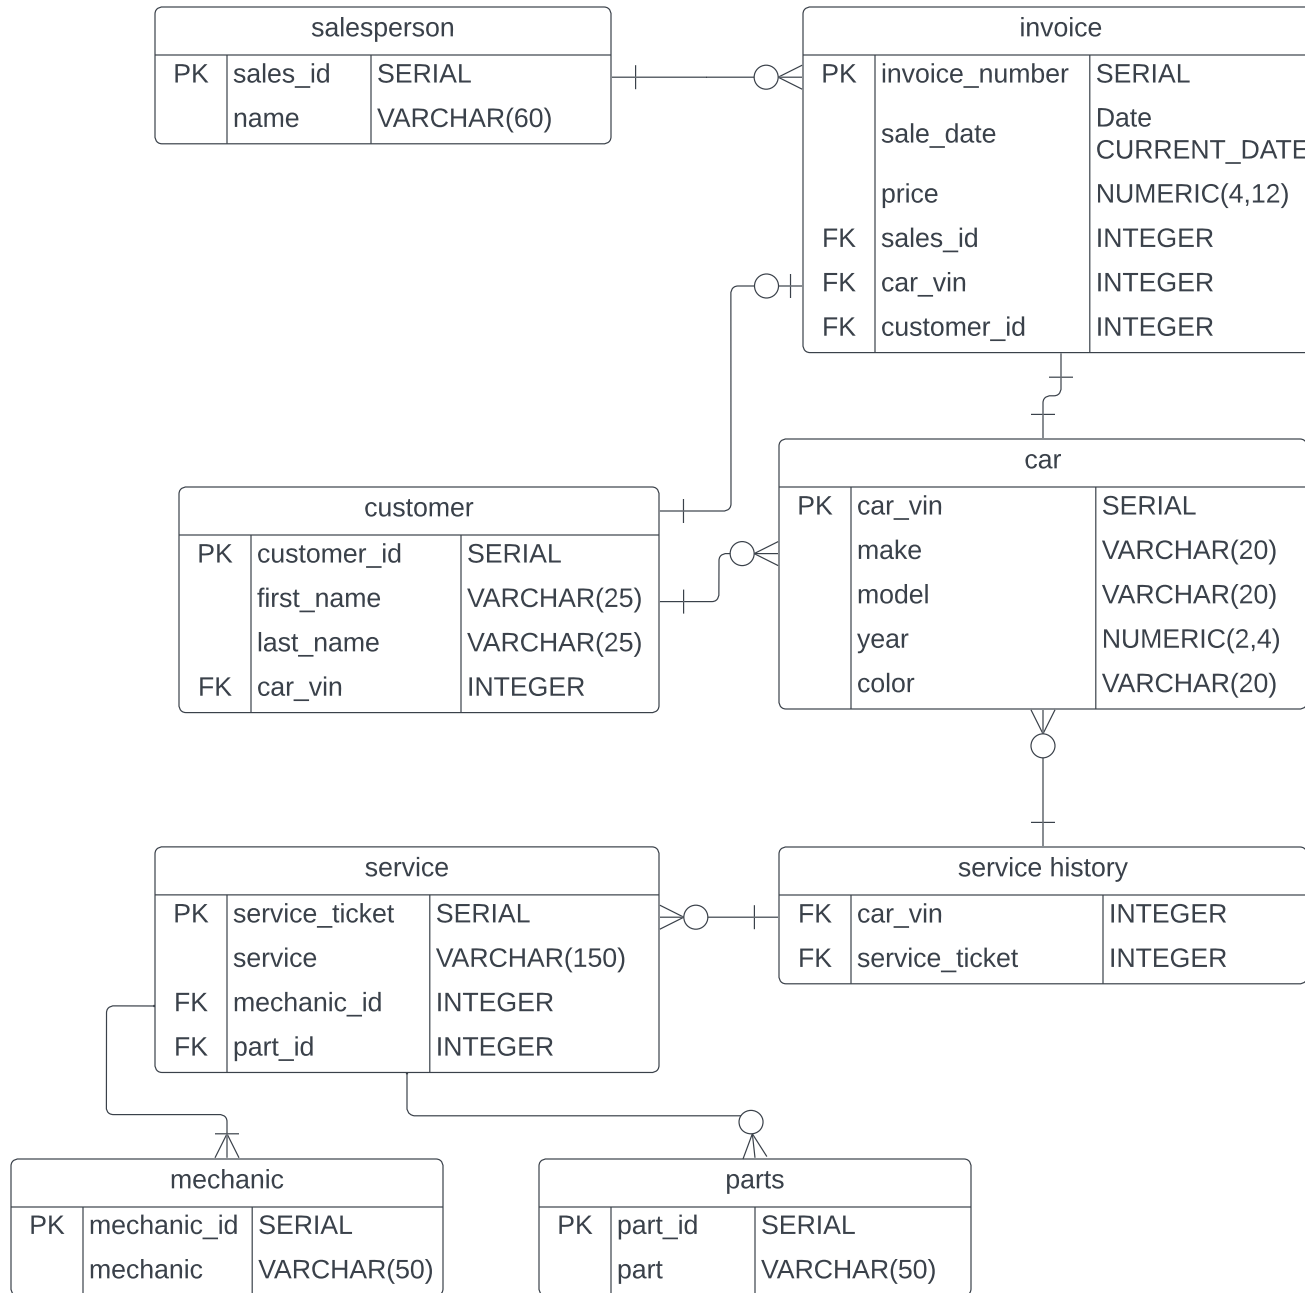 salesperson
PK sales_id SERIAL
name VARCHAR(60)
invoice
PK invoice_number SERIAL
sale_date Date
CURRENT_DATE
price NUMERIC(4,12)
FK sales_id INTEGER
FK car_vin INTEGER
FK customer_id INTEGER
customer
PK customer_id SERIAL
first_name VARCHAR(25)
last_name VARCHAR(25)
FK car_vin INTEGER
car
PK car_vin SERIAL
make VARCHAR(20)
model VARCHAR(20)
year NUMERIC(2,4)
color VARCHAR(20)
service
PK service_ticket SERIAL
service VARCHAR(150)
FK mechanic_id INTEGER
FK part_id INTEGER
service history
FK car_vin INTEGER
FK service_ticket INTEGER
mechanic
PK mechanic_id SERIAL
mechanic VARCHAR(50)
parts
PK part_id SERIAL
part VARCHAR(50)